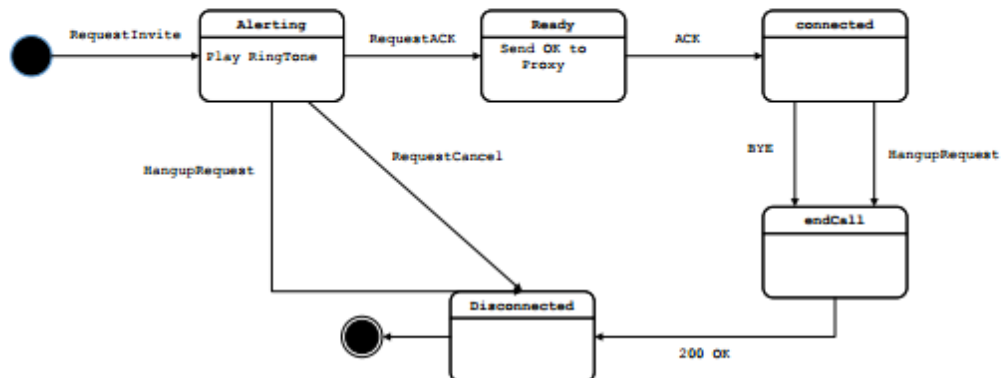 Alerting
Ready
connected
RequestInvite
RequestACK
ACK
Play RingTone
Send OK to
Proxy
BYE
HangupRequest
RequestCancel
HangupRequest
endCall
Disconnected
200 OK